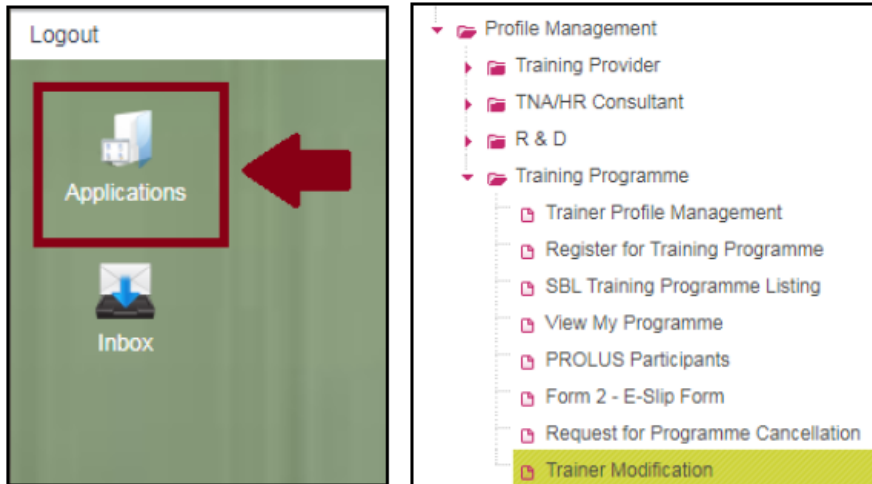 Logout
Applications
Inbox
Profile Management
Training Provider
TNA/HR Consultant
R & D
Training Programme
Trainer Profile Management
Register for Training Programme
SBL Training Programme Listing
View My Programme
PROLUS Participants
Form 2 - E-Slip Form
Request for Programme Cancellation
Trainer Modification